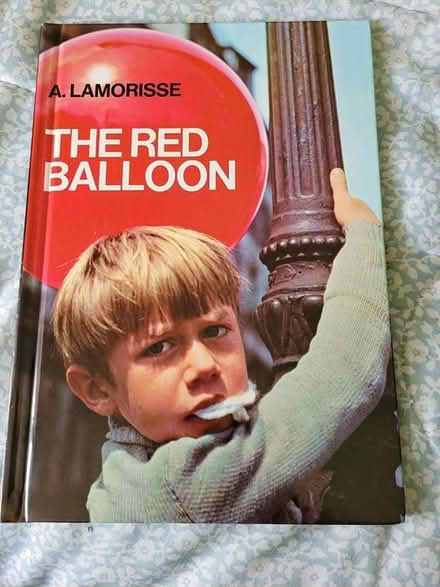 A. LAMORISSE
THE RED
BALLOON